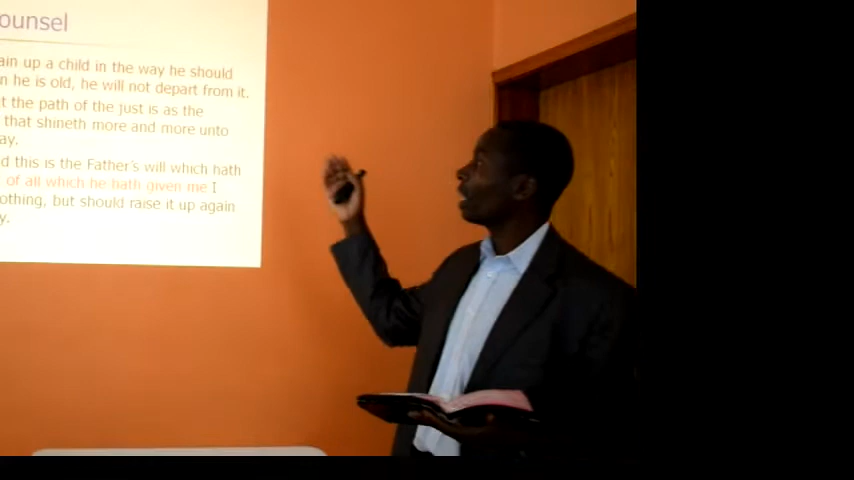 ounsel
ain up a child in the way he should
n he is old, he will not depart from it.
t the path of the just is as the
that shineth more and more unto
ay.
d this is the Father's will which hath
of all which he hath given me I
othing, but should raise it up again
y.